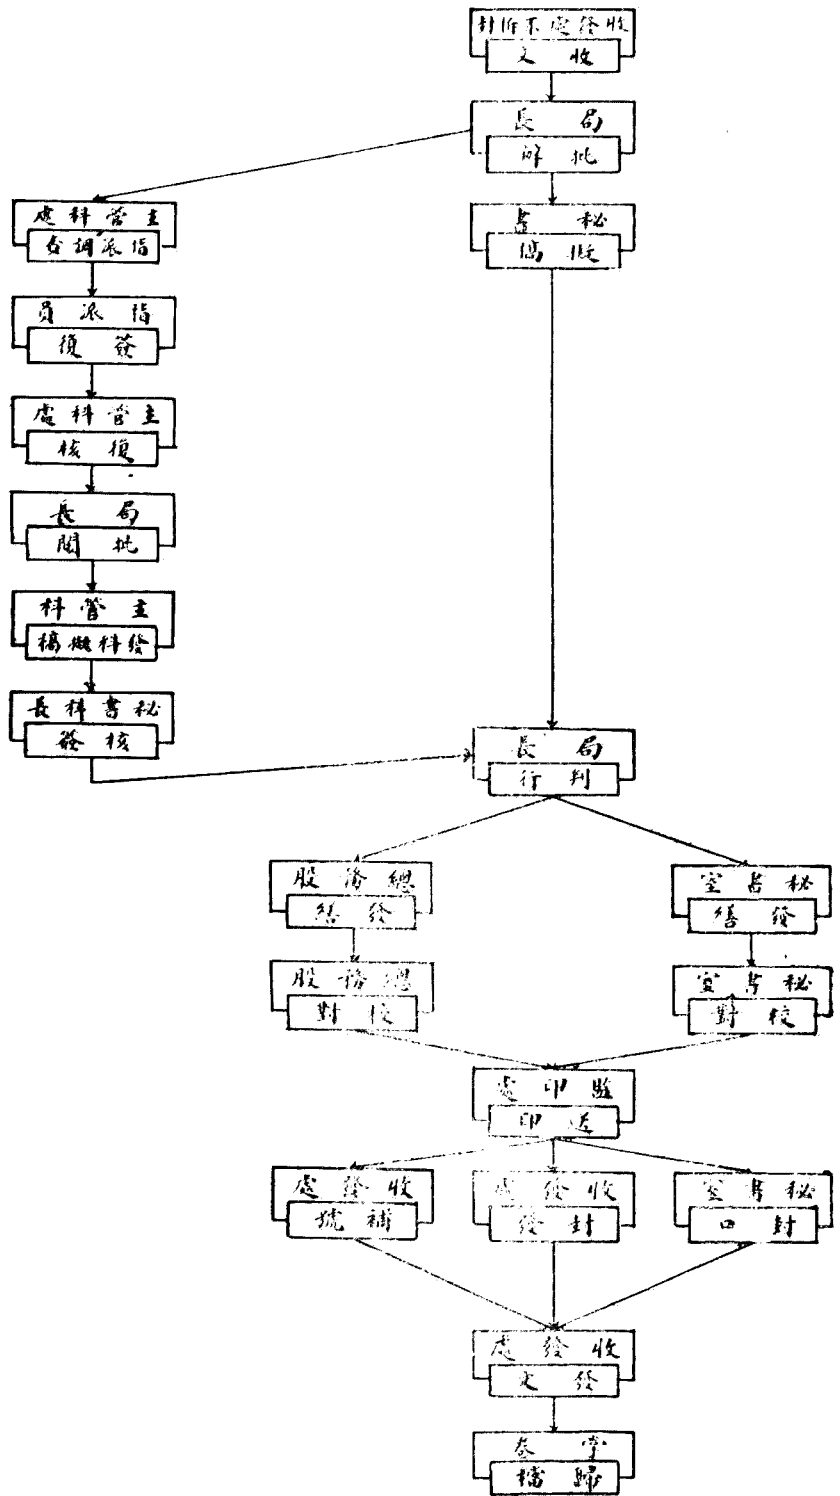 收發處不拆封
收文
局長
批辦
秘書
稿
主管科處
指派調查
指派員
簽復
主管科處
復核
局長
批閱
主管科
發科擬稿
秘書科長
核發
局長
判行
總務股
發繕
秘書室
發繕
總務股
校對
秘書室
校對
監印處
送印
收發處
補號
收發處
封發
秘書室
封口
收發處
發文
卷
歸檔